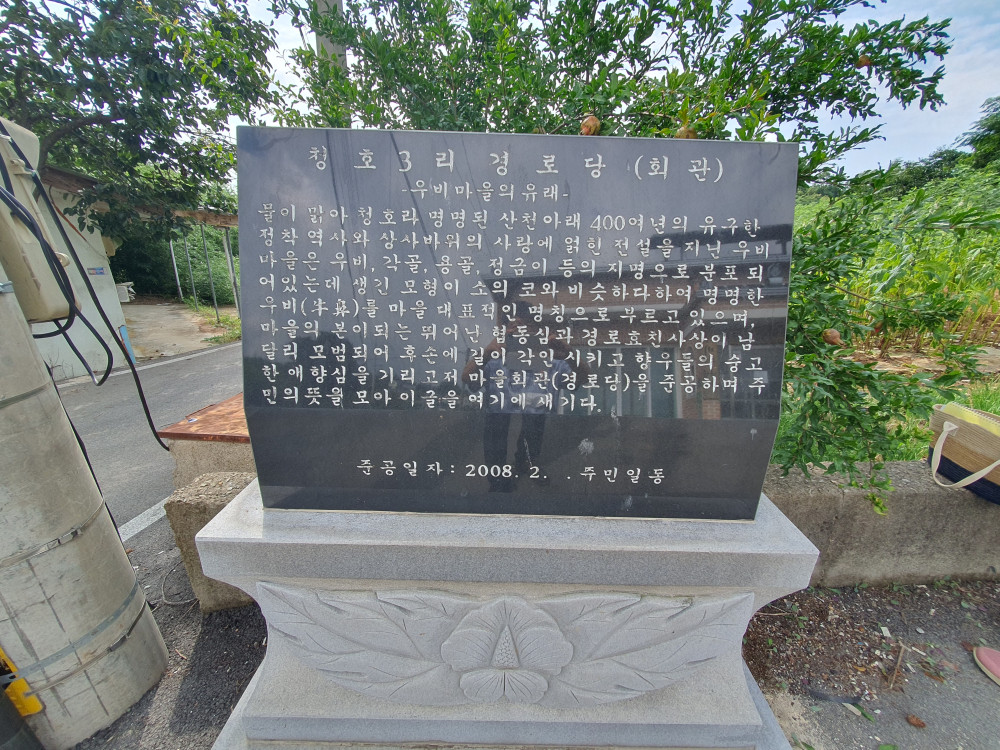 청호3리 경로당 (회관)
-우비마을의 유래-
물이 맑아 청호라 명명된 산천아래 400여년의 유구한
정착 역사와 상사바위의 사랑에 얽힌 전설을 지닌 우비
마을은 우비, 각골, 용골, 정금이 등의 지명으로 분포되
어있는데 생긴 모형이 소의 코와 비슷하다하여 명명한
우비(牛鼻)를 마을 대표적인 명칭으로 부르고 있으며,
마을의 본이되는 뛰어난 협동심과 경로효친사상이 남
달리 모범되어 후손에 길이 각인 시키고 향우들의 숭고
한 애향심을 기리고저 마을회관(경로당)을 준공하며 주
민의 뜻을 모아 이글을 여기에 새기다.
준공일자 : 2008. 2. . 주민일동